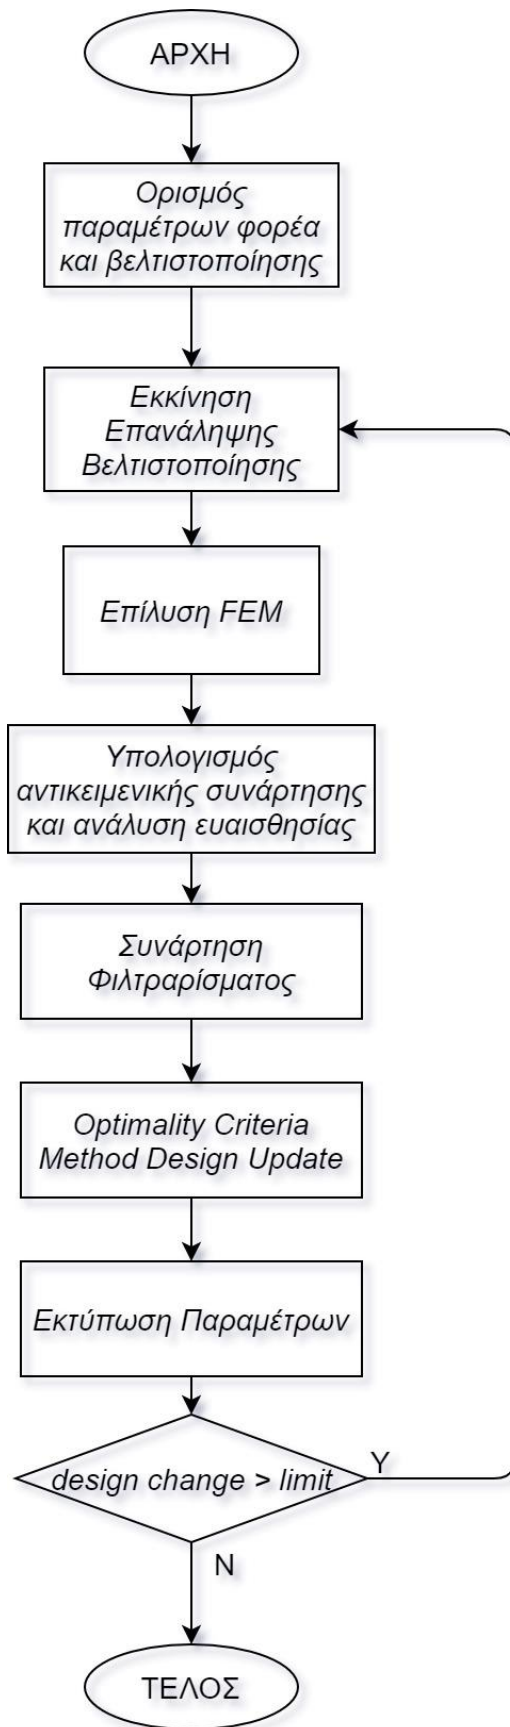 ΑΡΧΗ
Ορισμός
παραμέτρων φορέα
και βελτιστοποίησης
Εκκίνηση
Επανάληψης
Βελτιστοποίησης
Επίλυση FEM
Υπολογισμός
αντικειμενικής συνάρτησης
και ανάλυση ευαισθησίας
Συνάρτηση
Φιλτραρίσματος
Optimality Criteria
Method Design Update
Εκτύπωση Παραμέτρων
design change > limit
Y
N
ΤΕΛΟΣ